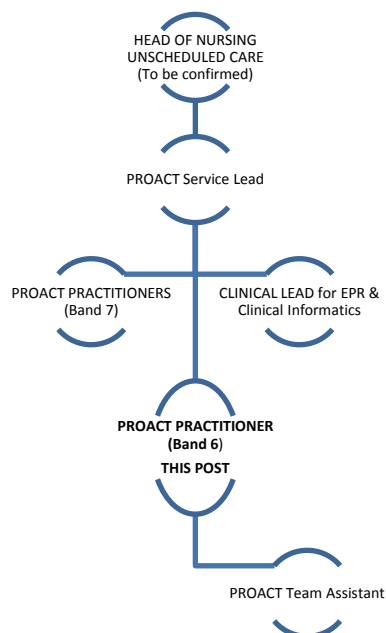 HEAD OF NURSING
UNSCHEDULED CARE
(To be confirmed)
PROACT Service Lead
PROACT PRACTITIONERS
(Band 7)
CLINICAL LEAD for EPR &
Clinical Informatics
PROACT PRACTITIONER
(Band 6)
THIS POST
PROACT Team Assistant